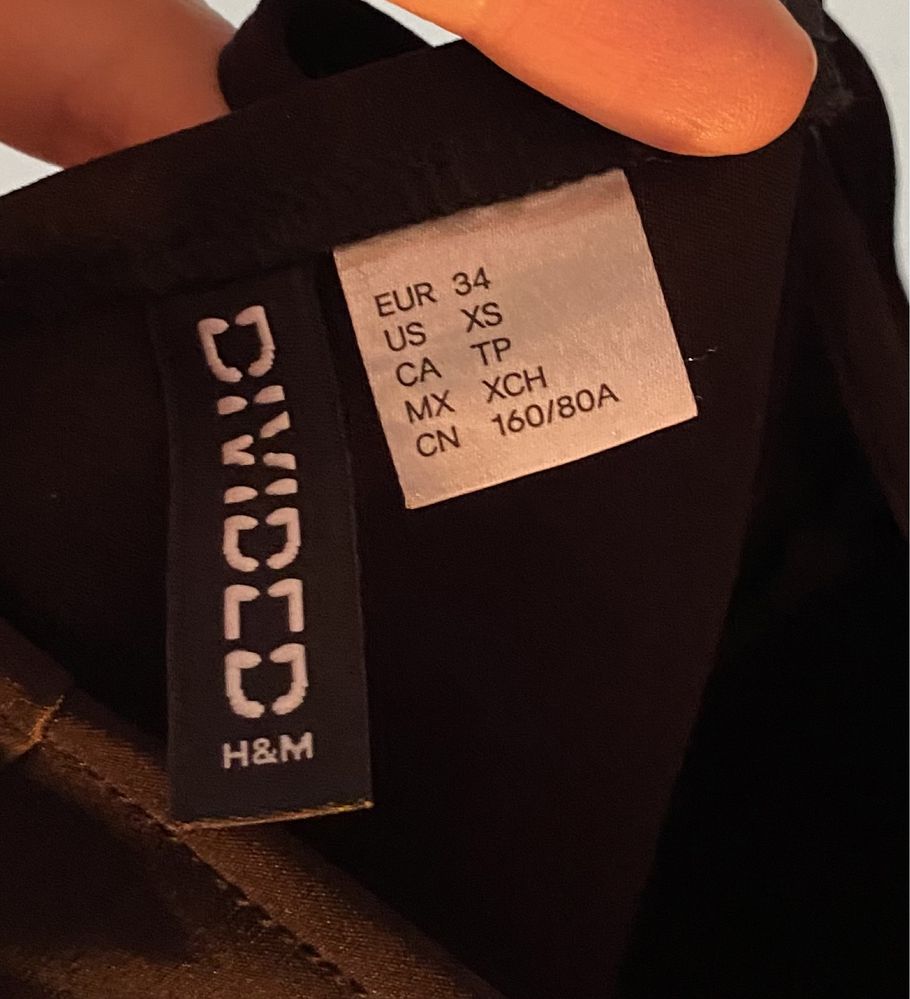 DIVIDED
H&M
EUR 34
US XS
CA TP
MX XCH
CN 160/80A